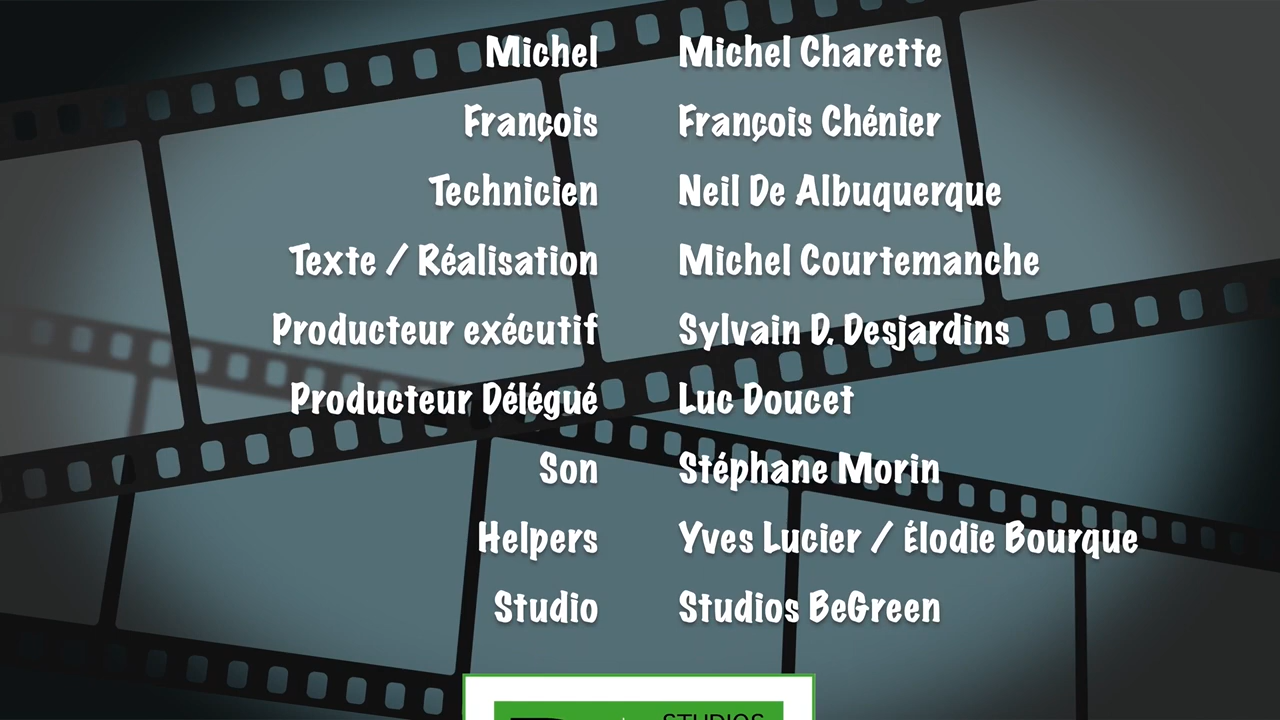 Michel Michel Charette
François François Chénier
Technicien Neil De Albuquerque
Texte / Réalisation Michel Courtemanche
Producteur exécutif Sylvain D. Desjardins
Producteur Délégué Luc Doucet
Son Stéphane Morin
Helpers Yves Lucier / Élodie Bourque
Studio Studios BeGreen
STUDIOS